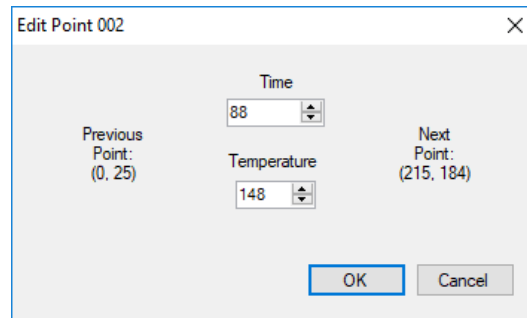 Edit Point 002
Time
88
Previous
Point:
(0, 25)
Temperature
148
Next
Point:
(215, 184)
OK
Cancel